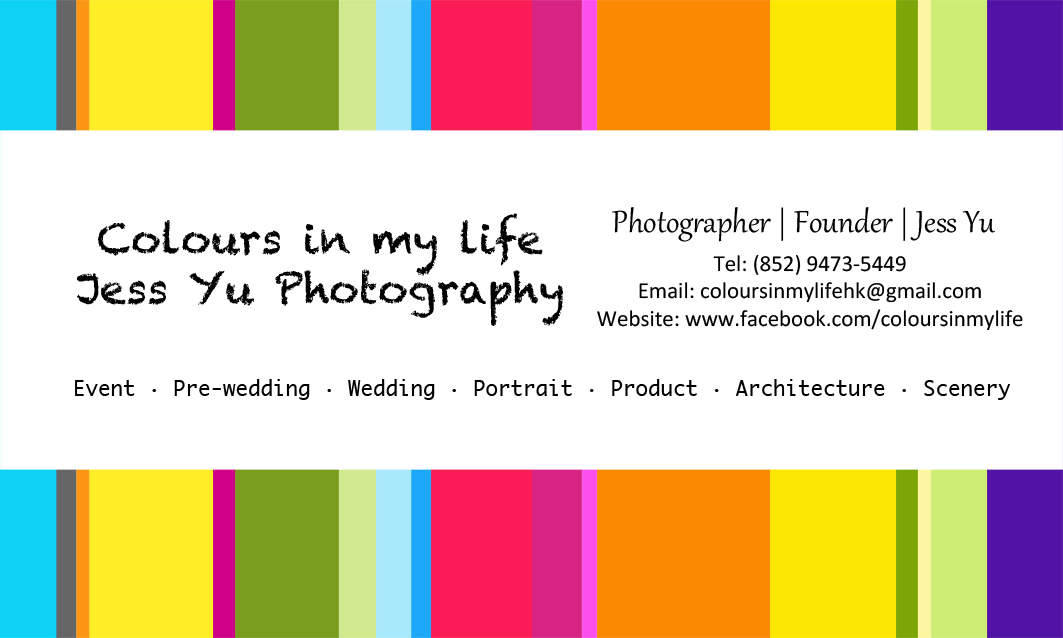 Colours in my life
Jess Yu Photography
Photographer | Founder | Jess Yu
Tel: (852) 9473-5449
Email: coloursinmylifehk@gmail.com
Website: www.facebook.com/coloursinmylife
Event · Pre-wedding · Wedding · Portrait · Product · Architecture · Scenery